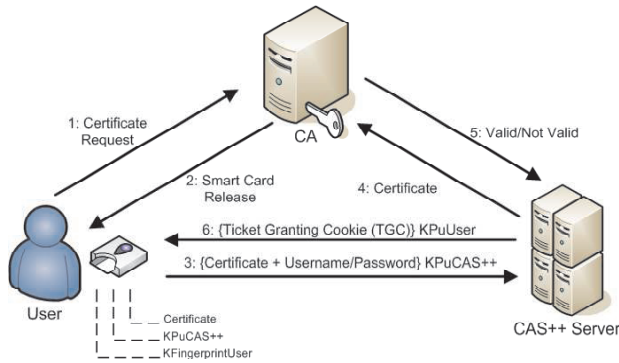 1: Certificate
Request
CA
5: Valid/Not Valid
2: Smart Card
Release
4: Certificate
6: {Ticket Granting Cookie (TGC)} KPuUser
3: {Certificate + Username/Password} KPuCAS++
User
CAS++ Server
Certificate
KPuCAS++
KFingerprintUser